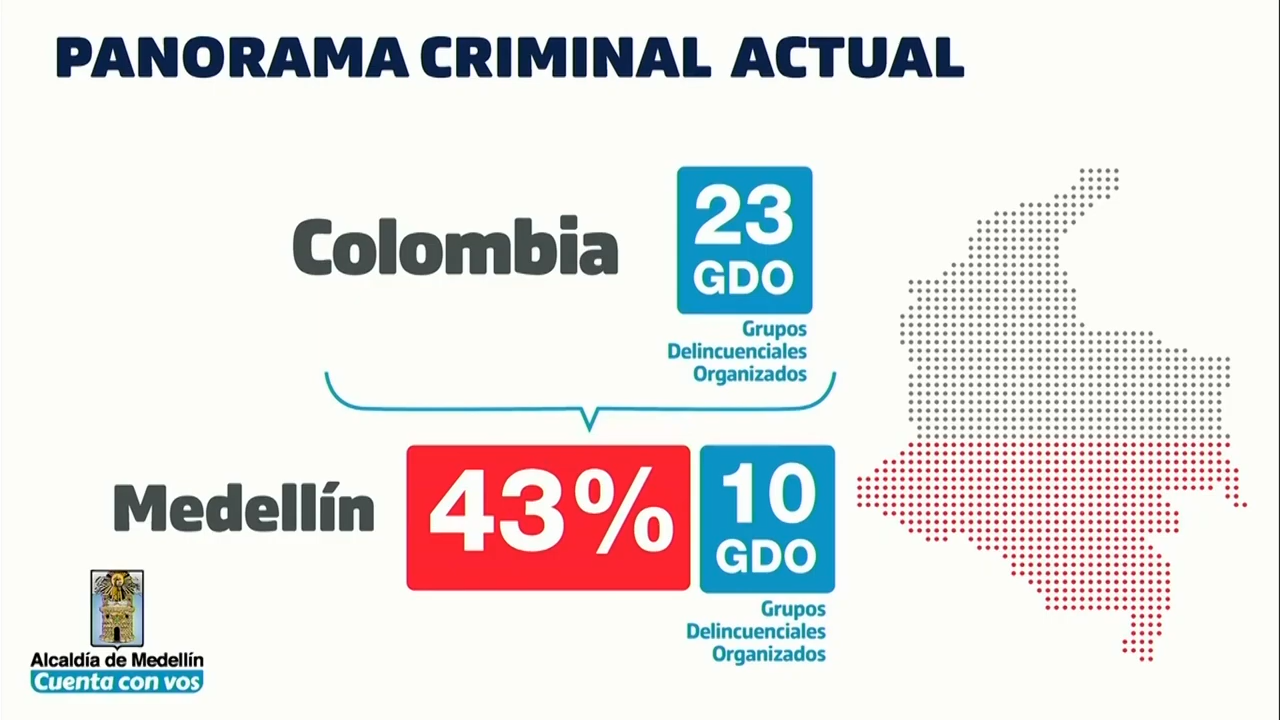 PANORAMA CRIMINAL ACTUAL
Colombia
23
GDO
Grupos
Delincuenciales
Organizados
Medellín
43%
10
GDO
Grupos
Delincuenciales
Organizados
Alcaldía de Medellín
Cuenta con vos